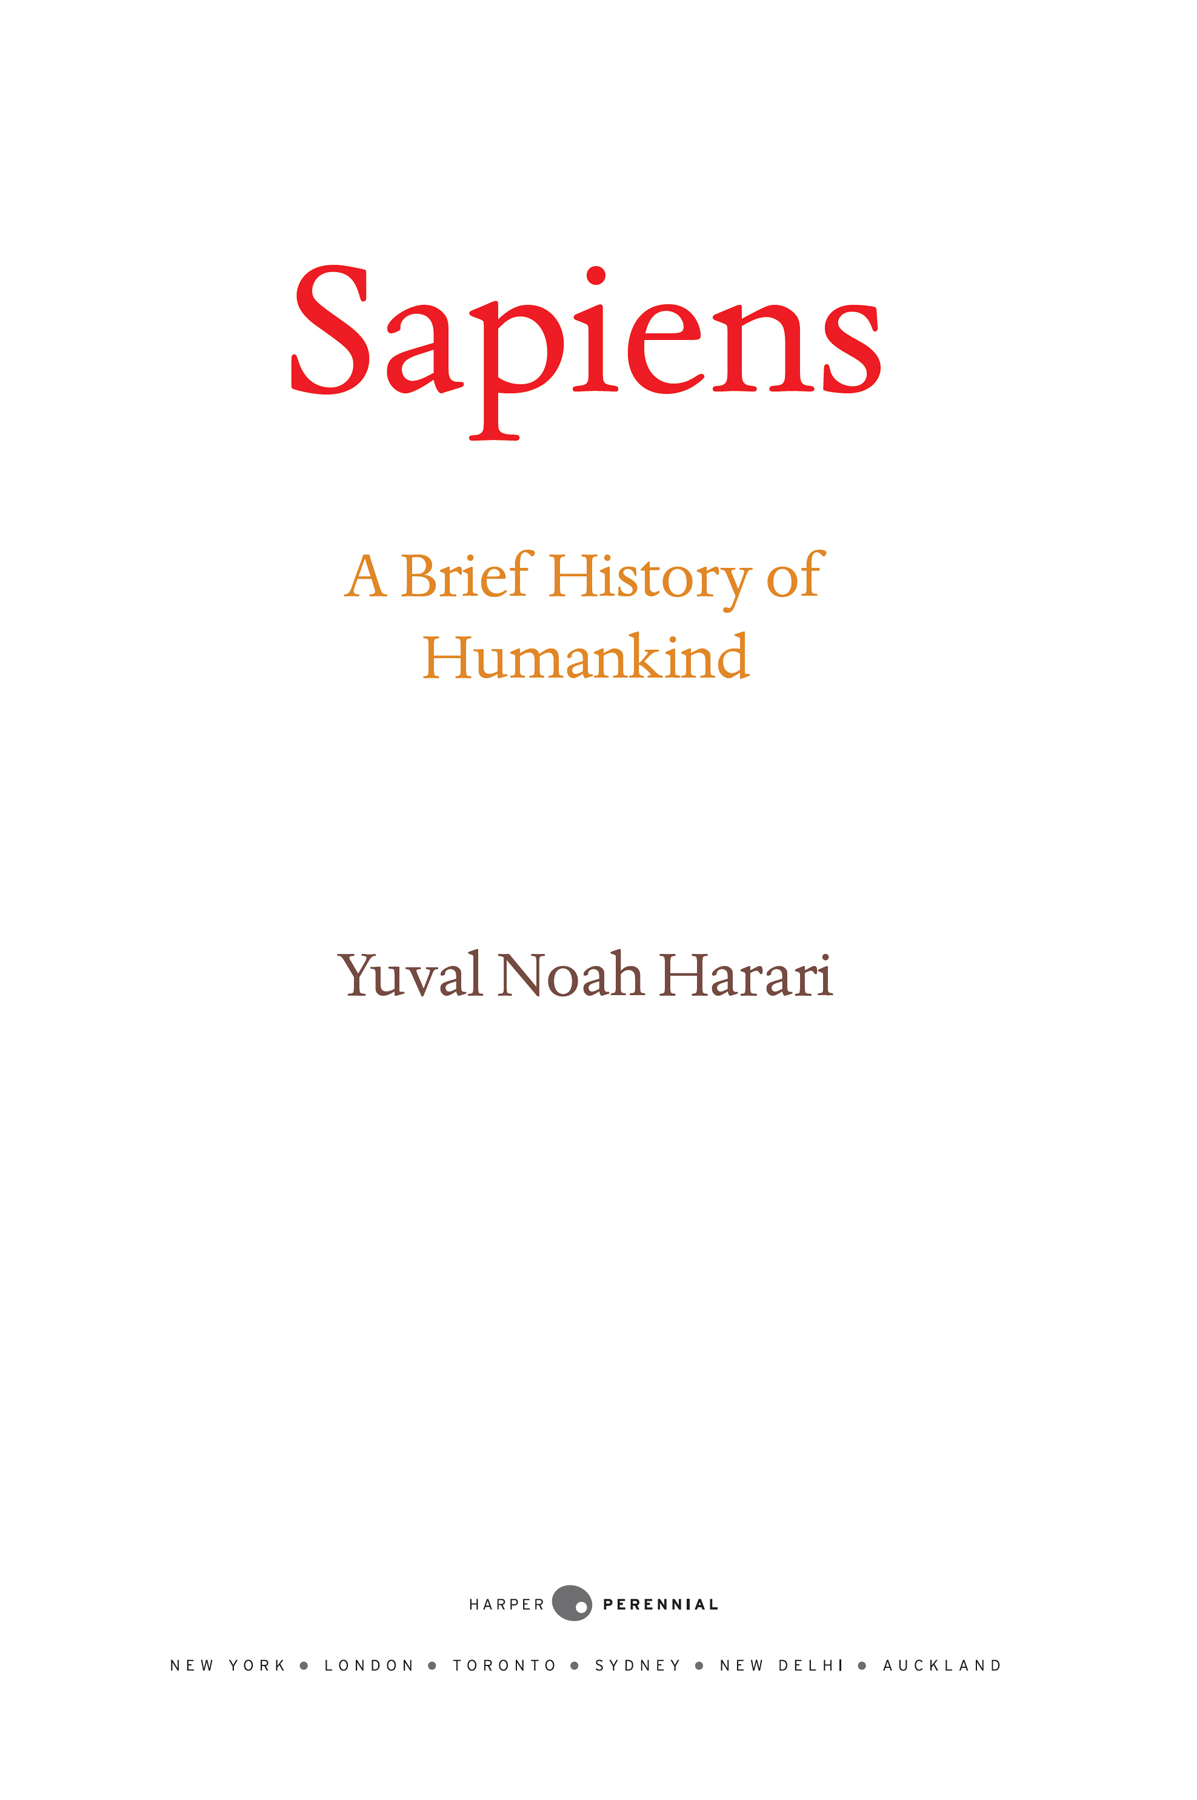 Sapiens
A Brief History of
Humankind
Yuval Noah Harari
HARPER PERENNIAL
NEW YORK • LONDON • TORONTO • SYDNEY • NEW DELHI • AUCKLAND